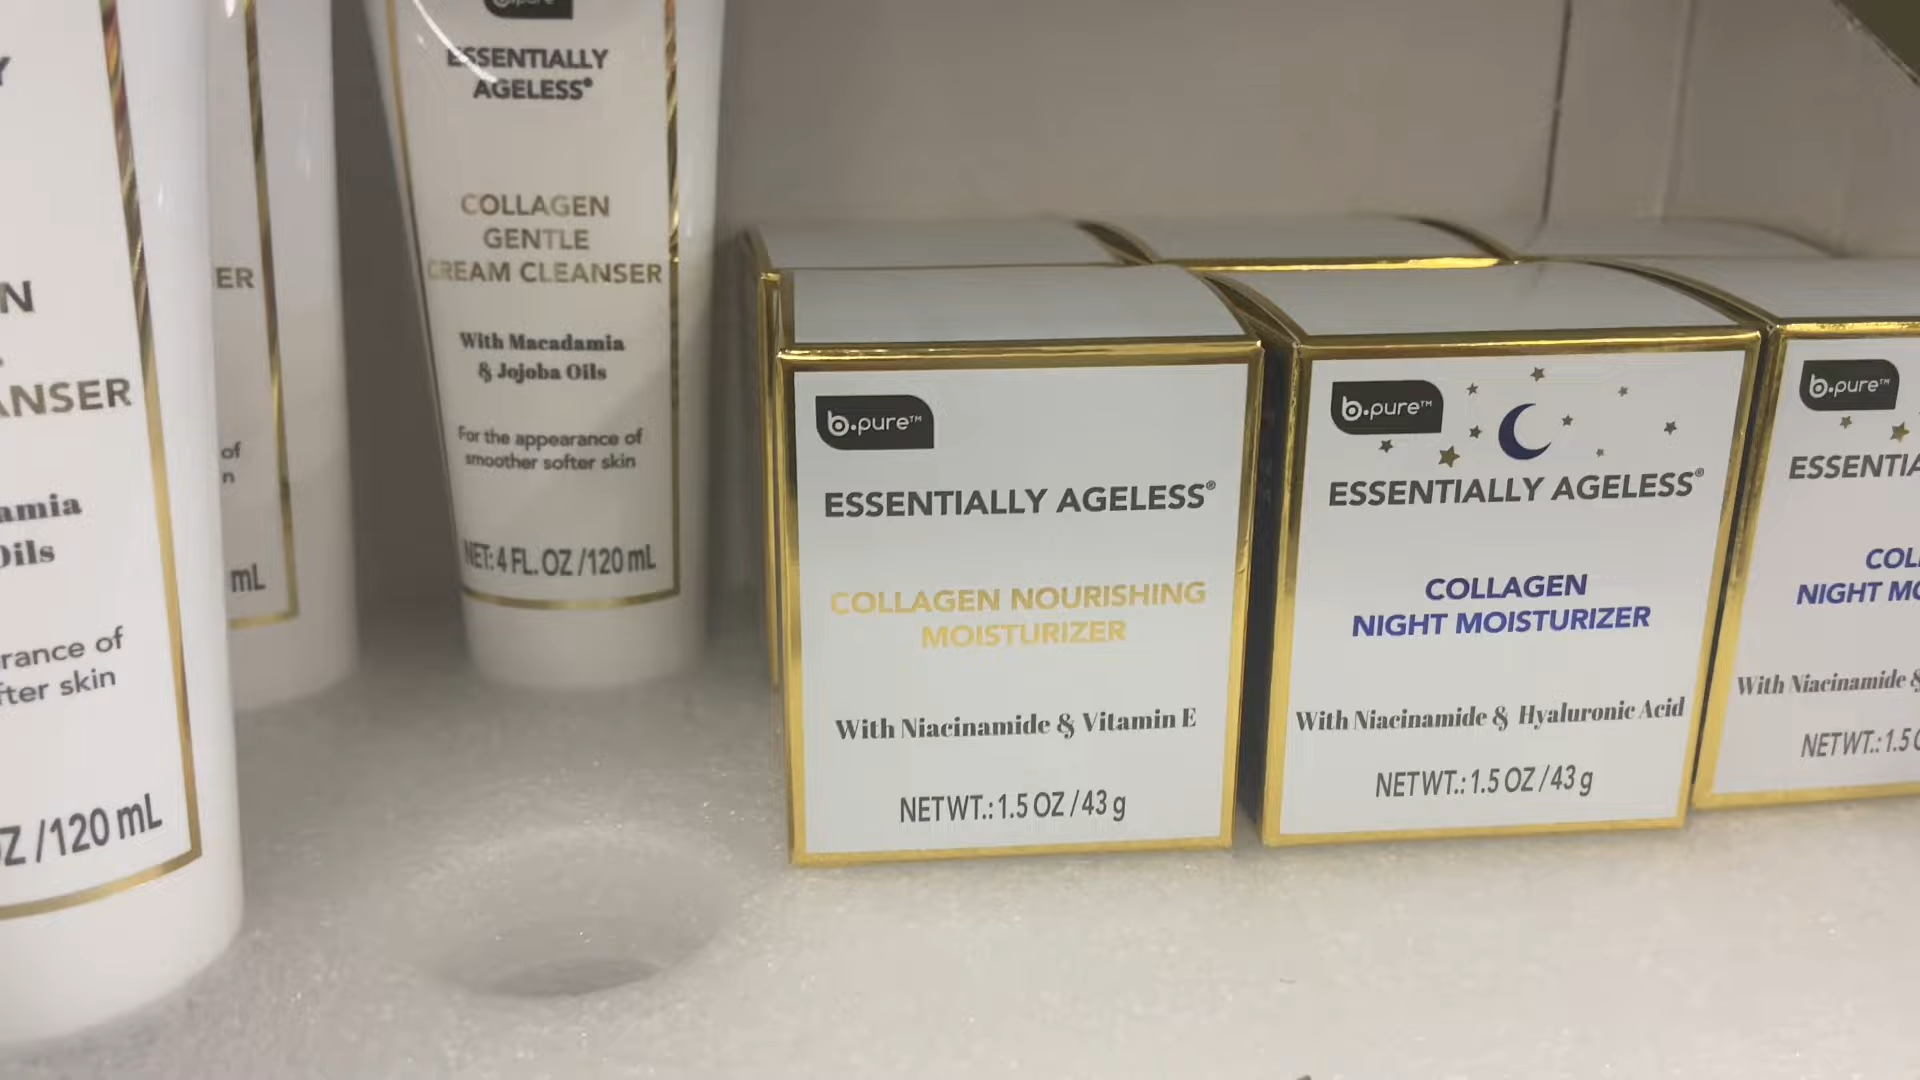 Y
N
ANSER
amia
Oils
rance of
fter skin
Z / 120 mL
ER
of
n
mL
b.pure
ESSENTIALLY
AGELESS®
COLLAGEN
GENTLE
CREAM CLEANSER
With Macadamia
& Jojoba Oils
For the appearance of
smoother softer skin
NET: 4 FL. OZ / 120 mL
b.pure™
ESSENTIALLY AGELESS®
COLLAGEN NOURISHING
MOISTURIZER
With Niacinamide & Vitamin E
NET WT.: 1.5 OZ / 43 g
b.pure™
ESSENTIALLY AGELESS®
COLLAGEN
NIGHT MOISTURIZER
With Niacinamide & Hyaluronic Acid
NET WT.: 1.5 OZ / 43 g
b.pure™
ESSENTIA
COL
NIGHT MO
With Niacinamide &
NET WT.: 1.5